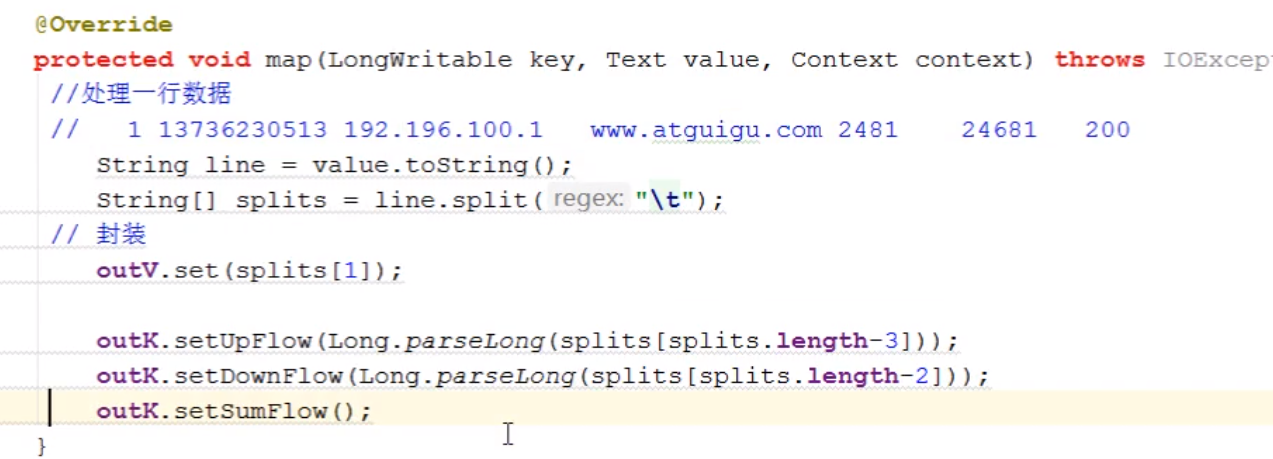 @Override
protected void map(LongWritable key, Text value, Context context) throws IOExcep
//处理一行数据
//   1 13736230513 192.196.100.1   www.atguigu.com 2481    24681   200
String line = value.toString();
String[] splits = line.split( regex: "\t");
// 封装
outV.set(splits[1]);
outK.setUpFlow(Long.parseLong(splits[splits.length-3]));
outK.setDownFlow(Long.parseLong(splits[splits.length-2]));
outK.setSumFlow();
}